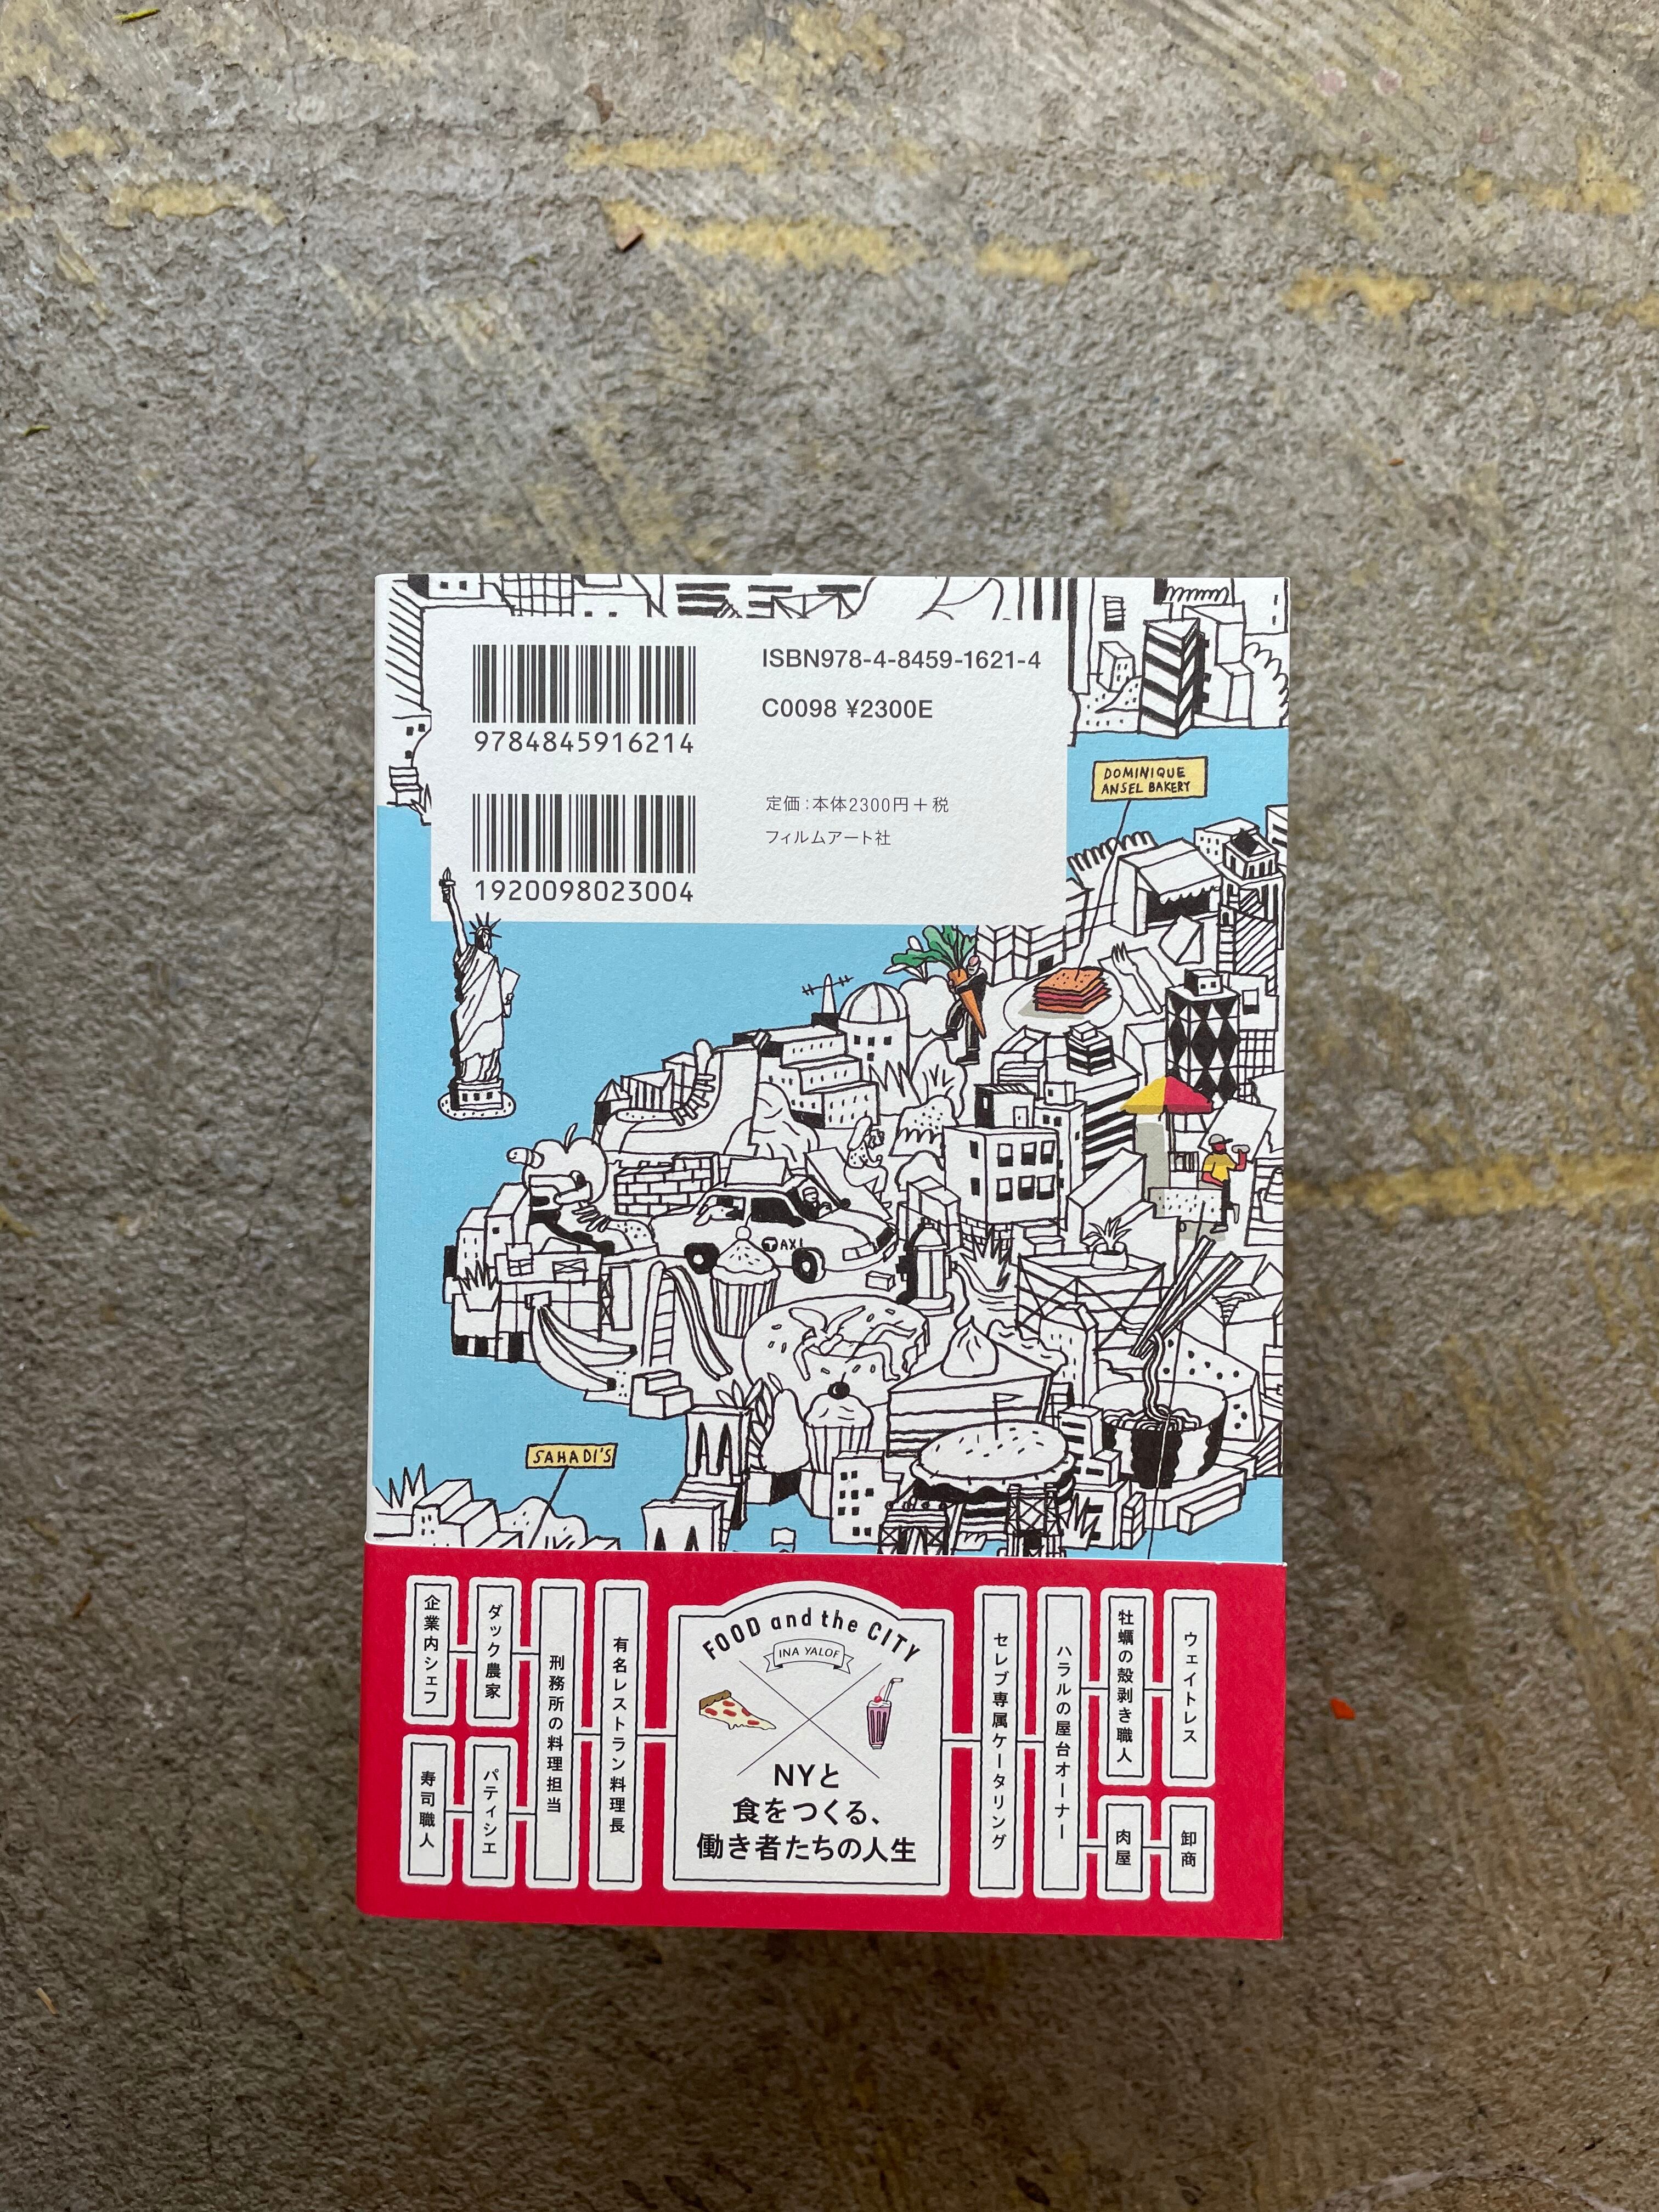 ISBN978-4-8459-1621-4
C0098 ¥2300E
9784845916214
定価:本体2300円+税
フィルムアート社
1920098023004
DOMINIQUE
ANSEL BAKERY
TAXI
SAHADI'S
FOOD and the CITY
INA YALOF
NYと
食をつくる、
働き者たちの人生
ウェイトレス
卸商
牡蠣の殻剥き職人
肉屋
ハラルの屋台オーナー
セレブ専属ケータリング
有名レストラン料理長
刑務所の料理担当
ダック農家
パティシエ
企業内シェフ
寿司職人